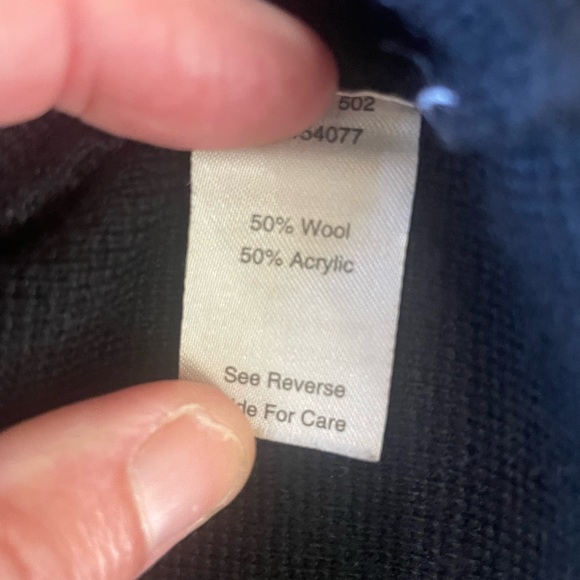 502
34077
50% Wool
50% Acrylic
See Reverse
For Care